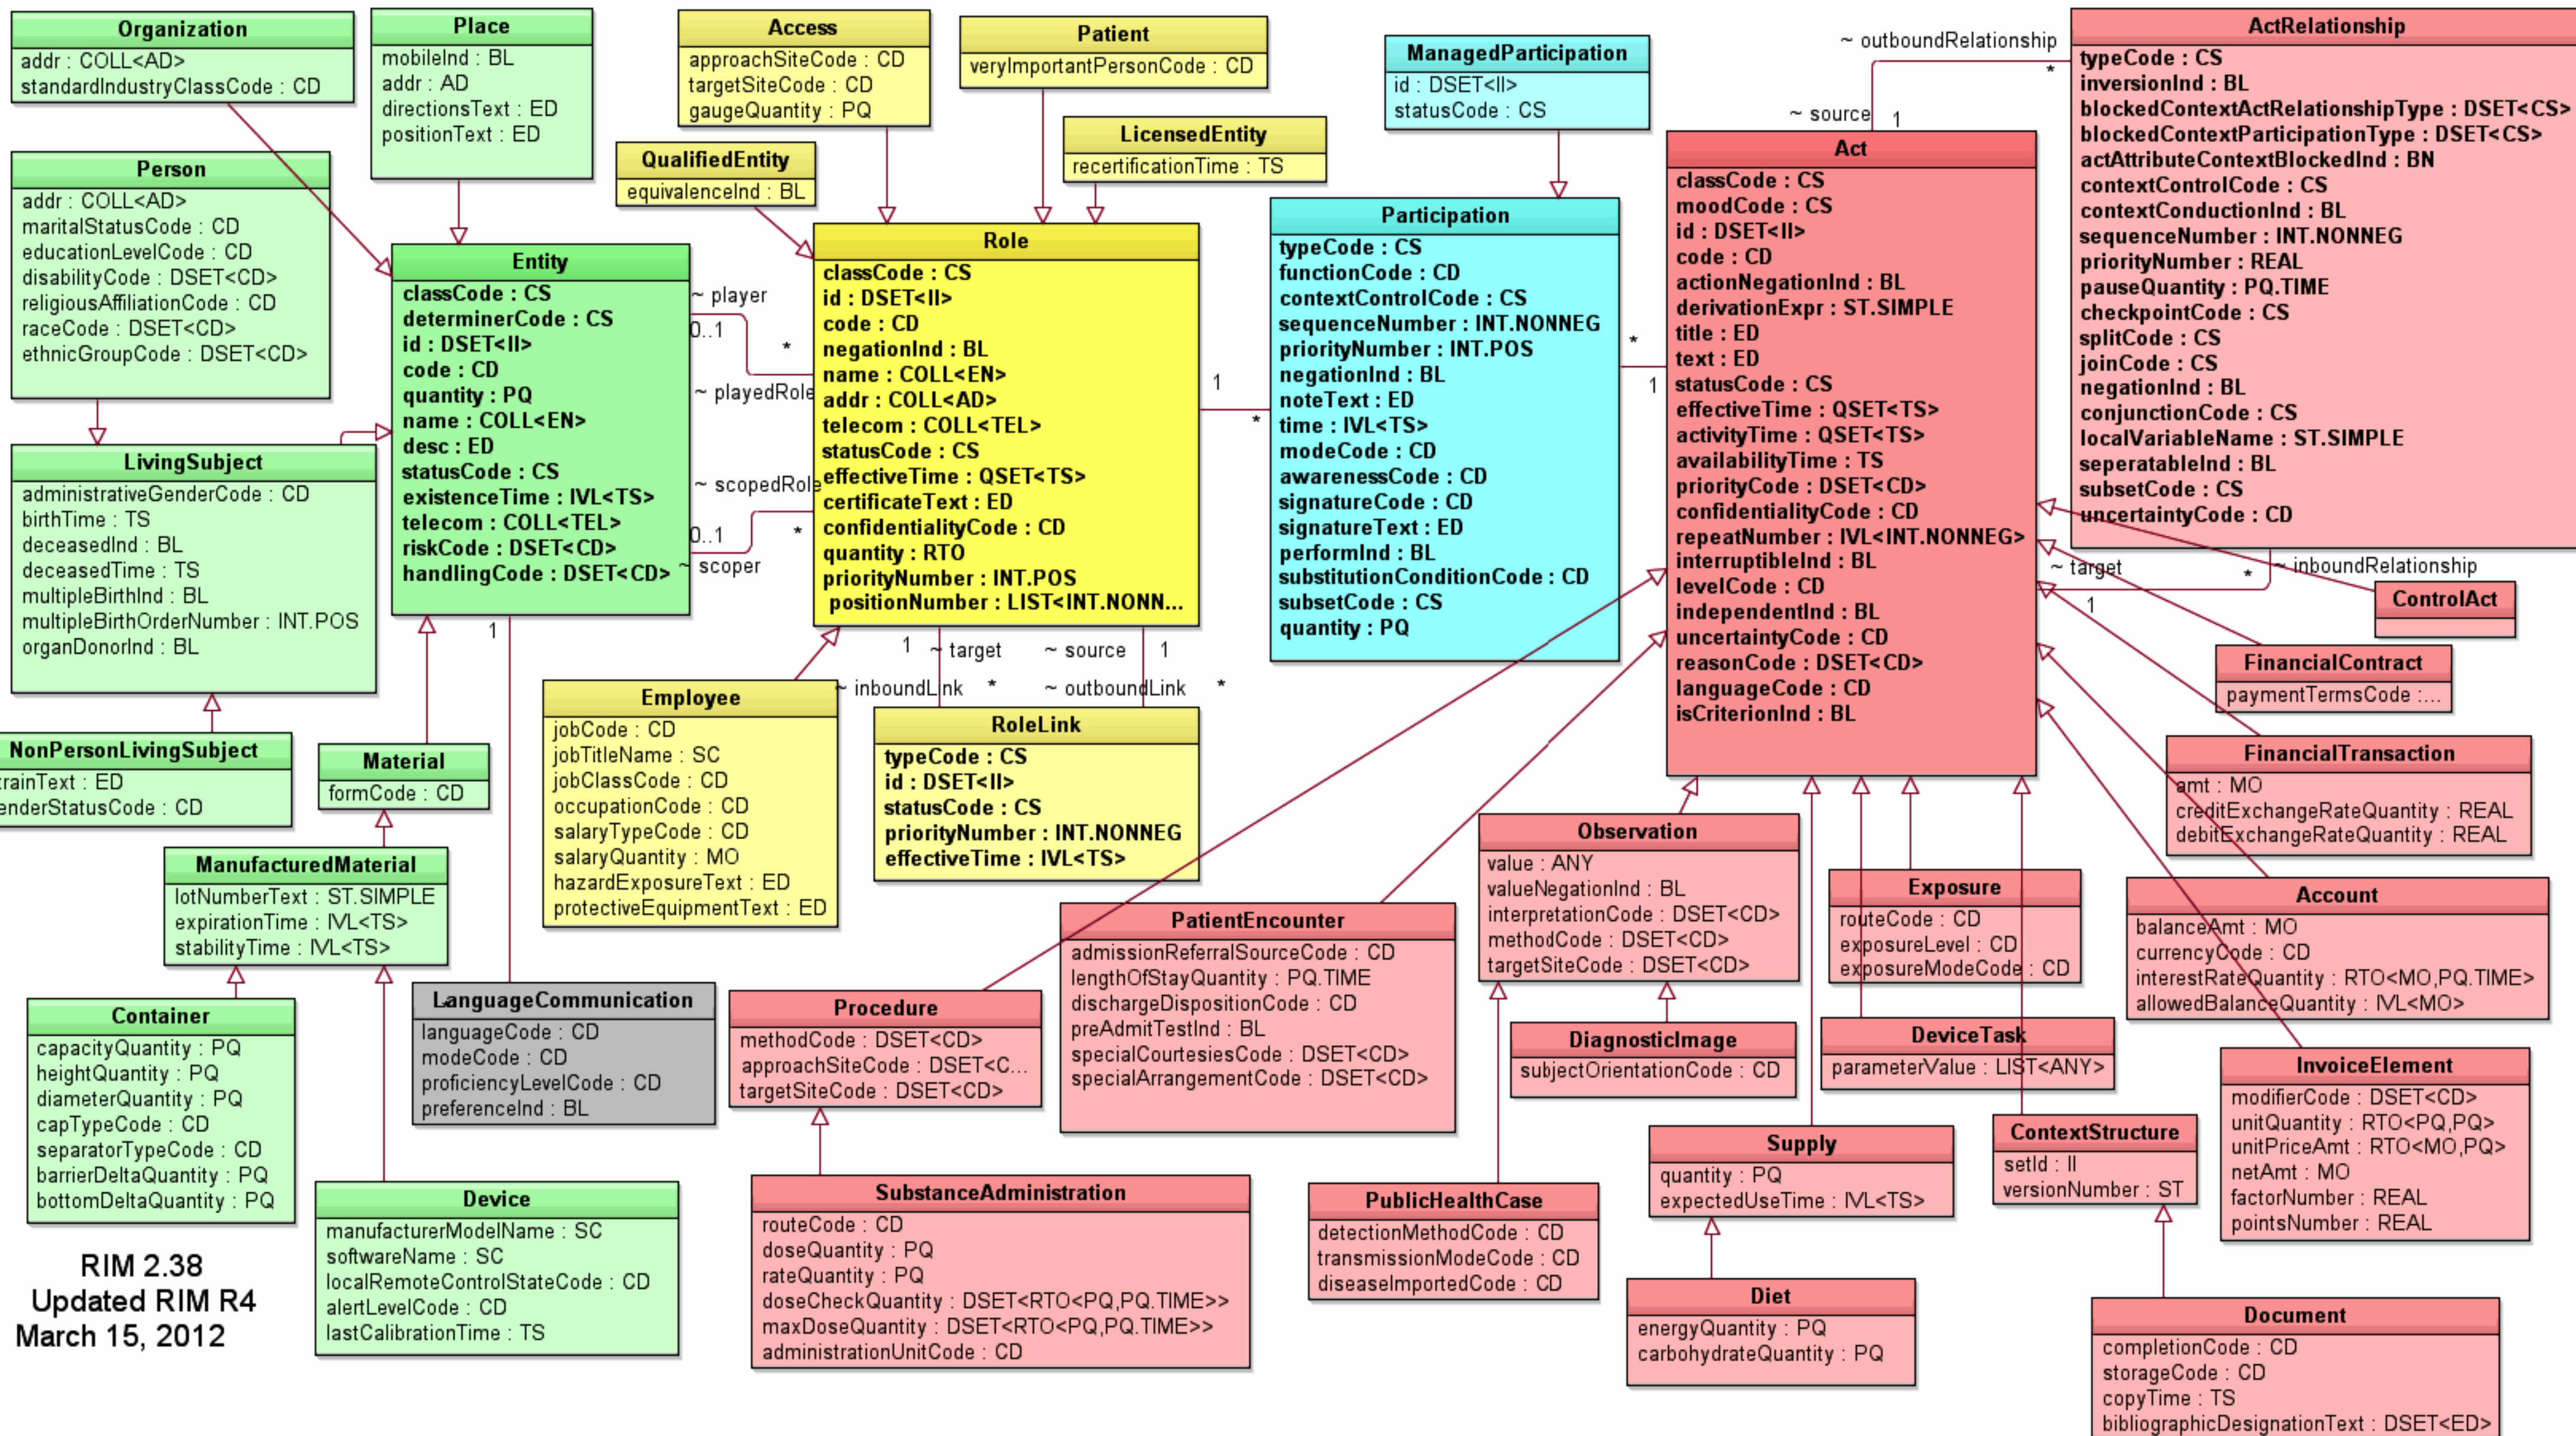 Organization
addr : COLL<AD>
standardIndustryClassCode : CD
Place
mobileInd : BL
addr : AD
directionsText : ED
positionText : ED
Access
approachSiteCode : CD
targetSiteCode : CD
gaugeQuantity : PQ
Patient
veryImportantPersonCode : CD
LicensedEntity
recertificationTime : TS
QualifiedEntity
equivalenceInd : BL
ManagedParticipation
id : DSET<II>
statusCode : CS
~ outboundRelationship
*
~ source
1
ActRelationship
typeCode : CS
inversionInd : BL
blockedContextActRelationshipType : DSET<CS>
blockedContextParticipationType : DSET<CS>
actAttributeContextBlockedInd : BN
contextControlCode : CS
contextConductionInd : BL
sequenceNumber : INT.NONNEG
priorityNumber : REAL
pauseQuantity : PQ.TIME
checkpointCode : CS
splitCode : CS
joinCode : CS
negationInd : BL
conjunctionCode : CS
localVariableName : ST.SIMPLE
seperatableInd : BL
subsetCode : CS
uncertaintyCode : CD
Person
addr : COLL<AD>
maritalStatusCode : CD
educationLevelCode : CD
disabilityCode : DSET<CD>
religiousAffiliationCode : CD
raceCode : DSET<CD>
ethnicGroupCode : DSET<CD>
Entity
classCode : CS
determinerCode : CS
id : DSET<II>
code : CD
quantity : PQ
name : COLL<EN>
desc : ED
statusCode : CS
existenceTime : IVL<TS>
telecom : COLL<TEL>
riskCode : DSET<CD>
handlingCode : DSET<CD>
~ player
0..1
*
~ playedRole
~ scopedRole
0..1
*
~ scoper
Role
classCode : CS
id : DSET<II>
code : CD
negationInd : BL
name : COLL<EN>
addr : COLL<AD>
telecom : COLL<TEL>
statusCode : CS
effectiveTime : QSET<TS>
certificateText : ED
confidentialityCode : CD
quantity : RTO
priorityNumber : INT.POS
positionNumber : LIST<INT.NONN...
1
*
Participation
typeCode : CS
functionCode : CD
contextControlCode : CS
sequenceNumber : INT.NONNEG
priorityNumber : INT.POS
negationInd : BL
noteText : ED
time : IVL<TS>
modeCode : CD
awarenessCode : CD
signatureCode : CD
signatureText : ED
performInd : BL
substitutionConditionCode : CD
subsetCode : CS
quantity : PQ
*
1
Act
classCode : CS
moodCode : CS
id : DSET<II>
code : CD
actionNegationInd : BL
derivationExpr : ST.SIMPLE
title : ED
text : ED
statusCode : CS
effectiveTime : QSET<TS>
activityTime : QSET<TS>
availabilityTime : TS
priorityCode : DSET<CD>
confidentialityCode : CD
repeatNumber : IVL<INT.NONNEG>
interruptibleInd : BL
levelCode : CD
independentInd : BL
uncertaintyCode : CD
reasonCode : DSET<CD>
languageCode : CD
isCriterionInd : BL
~ target
*
~ inboundRelationship
1
ControlAct
FinancialContract
paymentTermsCode :...
FinancialTransaction
amt : MO
creditExchangeRateQuantity : REAL
debitExchangeRateQuantity : REAL
LivingSubject
administrativeGenderCode : CD
birthTime : TS
deceasedInd : BL
deceasedTime : TS
multipleBirthInd : BL
multipleBirthOrderNumber : INT.POS
organDonorInd : BL
NonPersonLivingSubject
trainText : ED
enderStatusCode : CD
Material
formCode : CD
1
1
~ target
~ source
1
~ inboundLink
*
~ outboundLink
*
Employee
jobCode : CD
jobTitleName : SC
jobClassCode : CD
occupationCode : CD
salaryTypeCode : CD
salaryQuantity : MO
hazardExposureText : ED
protectiveEquipmentText : ED
RoleLink
typeCode : CS
id : DSET<II>
statusCode : CS
priorityNumber : INT.NONNEG
effectiveTime : IVL<TS>
ManufacturedMaterial
lotNumberText : ST.SIMPLE
expirationTime : IVL<TS>
stabilityTime : IVL<TS>
Container
capacityQuantity : PQ
heightQuantity : PQ
diameterQuantity : PQ
capTypeCode : CD
separatorTypeCode : CD
barrierDeltaQuantity : PQ
bottomDeltaQuantity : PQ
LanguageCommunication
languageCode : CD
modeCode : CD
proficiencyLevelCode : CD
preferenceInd : BL
Device
manufacturerModelName : SC
softwareName : SC
localRemoteControlStateCode : CD
alertLevelCode : CD
lastCalibrationTime : TS
Procedure
methodCode : DSET<CD>
approachSiteCode : DSET<C...
targetSiteCode : DSET<CD>
PatientEncounter
admissionReferralSourceCode : CD
lengthOfStayQuantity : PQ.TIME
dischargeDispositionCode : CD
preAdmitTestInd : BL
specialCourtesiesCode : DSET<CD>
specialArrangementCode : DSET<CD>
SubstanceAdministration
routeCode : CD
doseQuantity : PQ
rateQuantity : PQ
doseCheckQuantity : DSET<RTO<PQ,PQ.TIME>>
maxDoseQuantity : DSET<RTO<PQ,PQ.TIME>>
administrationUnitCode : CD
Observation
value : ANY
valueNegationInd : BL
interpretationCode : DSET<CD>
methodCode : DSET<CD>
targetSiteCode : DSET<CD>
DiagnosticImage
subjectOrientationCode : CD
PublicHealthCase
detectionMethodCode : CD
transmissionModeCode : CD
diseaseImportedCode : CD
Exposure
routeCode : CD
exposureLevel : CD
exposureModeCode : CD
DeviceTask
parameterValue : LIST<ANY>
Supply
quantity : PQ
expectedUseTime : IVL<TS>
Diet
energyQuantity : PQ
carbohydrateQuantity : PQ
ContextStructure
setId : II
versionNumber : ST
Document
completionCode : CD
storageCode : CD
copyTime : TS
bibliographicDesignationText : DSET<ED>
Account
balanceAmt : MO
currencyCode : CD
interestRateQuantity : RTO<MO,PQ.TIME>
allowedBalanceQuantity : IVL<MO>
InvoiceElement
modifierCode : DSET<CD>
unitQuantity : RTO<PQ,PQ>
unitPriceAmt : RTO<MO,PQ>
netAmt : MO
factorNumber : REAL
pointsNumber : REAL
RIM 2.38
Updated RIM R4
March 15, 2012